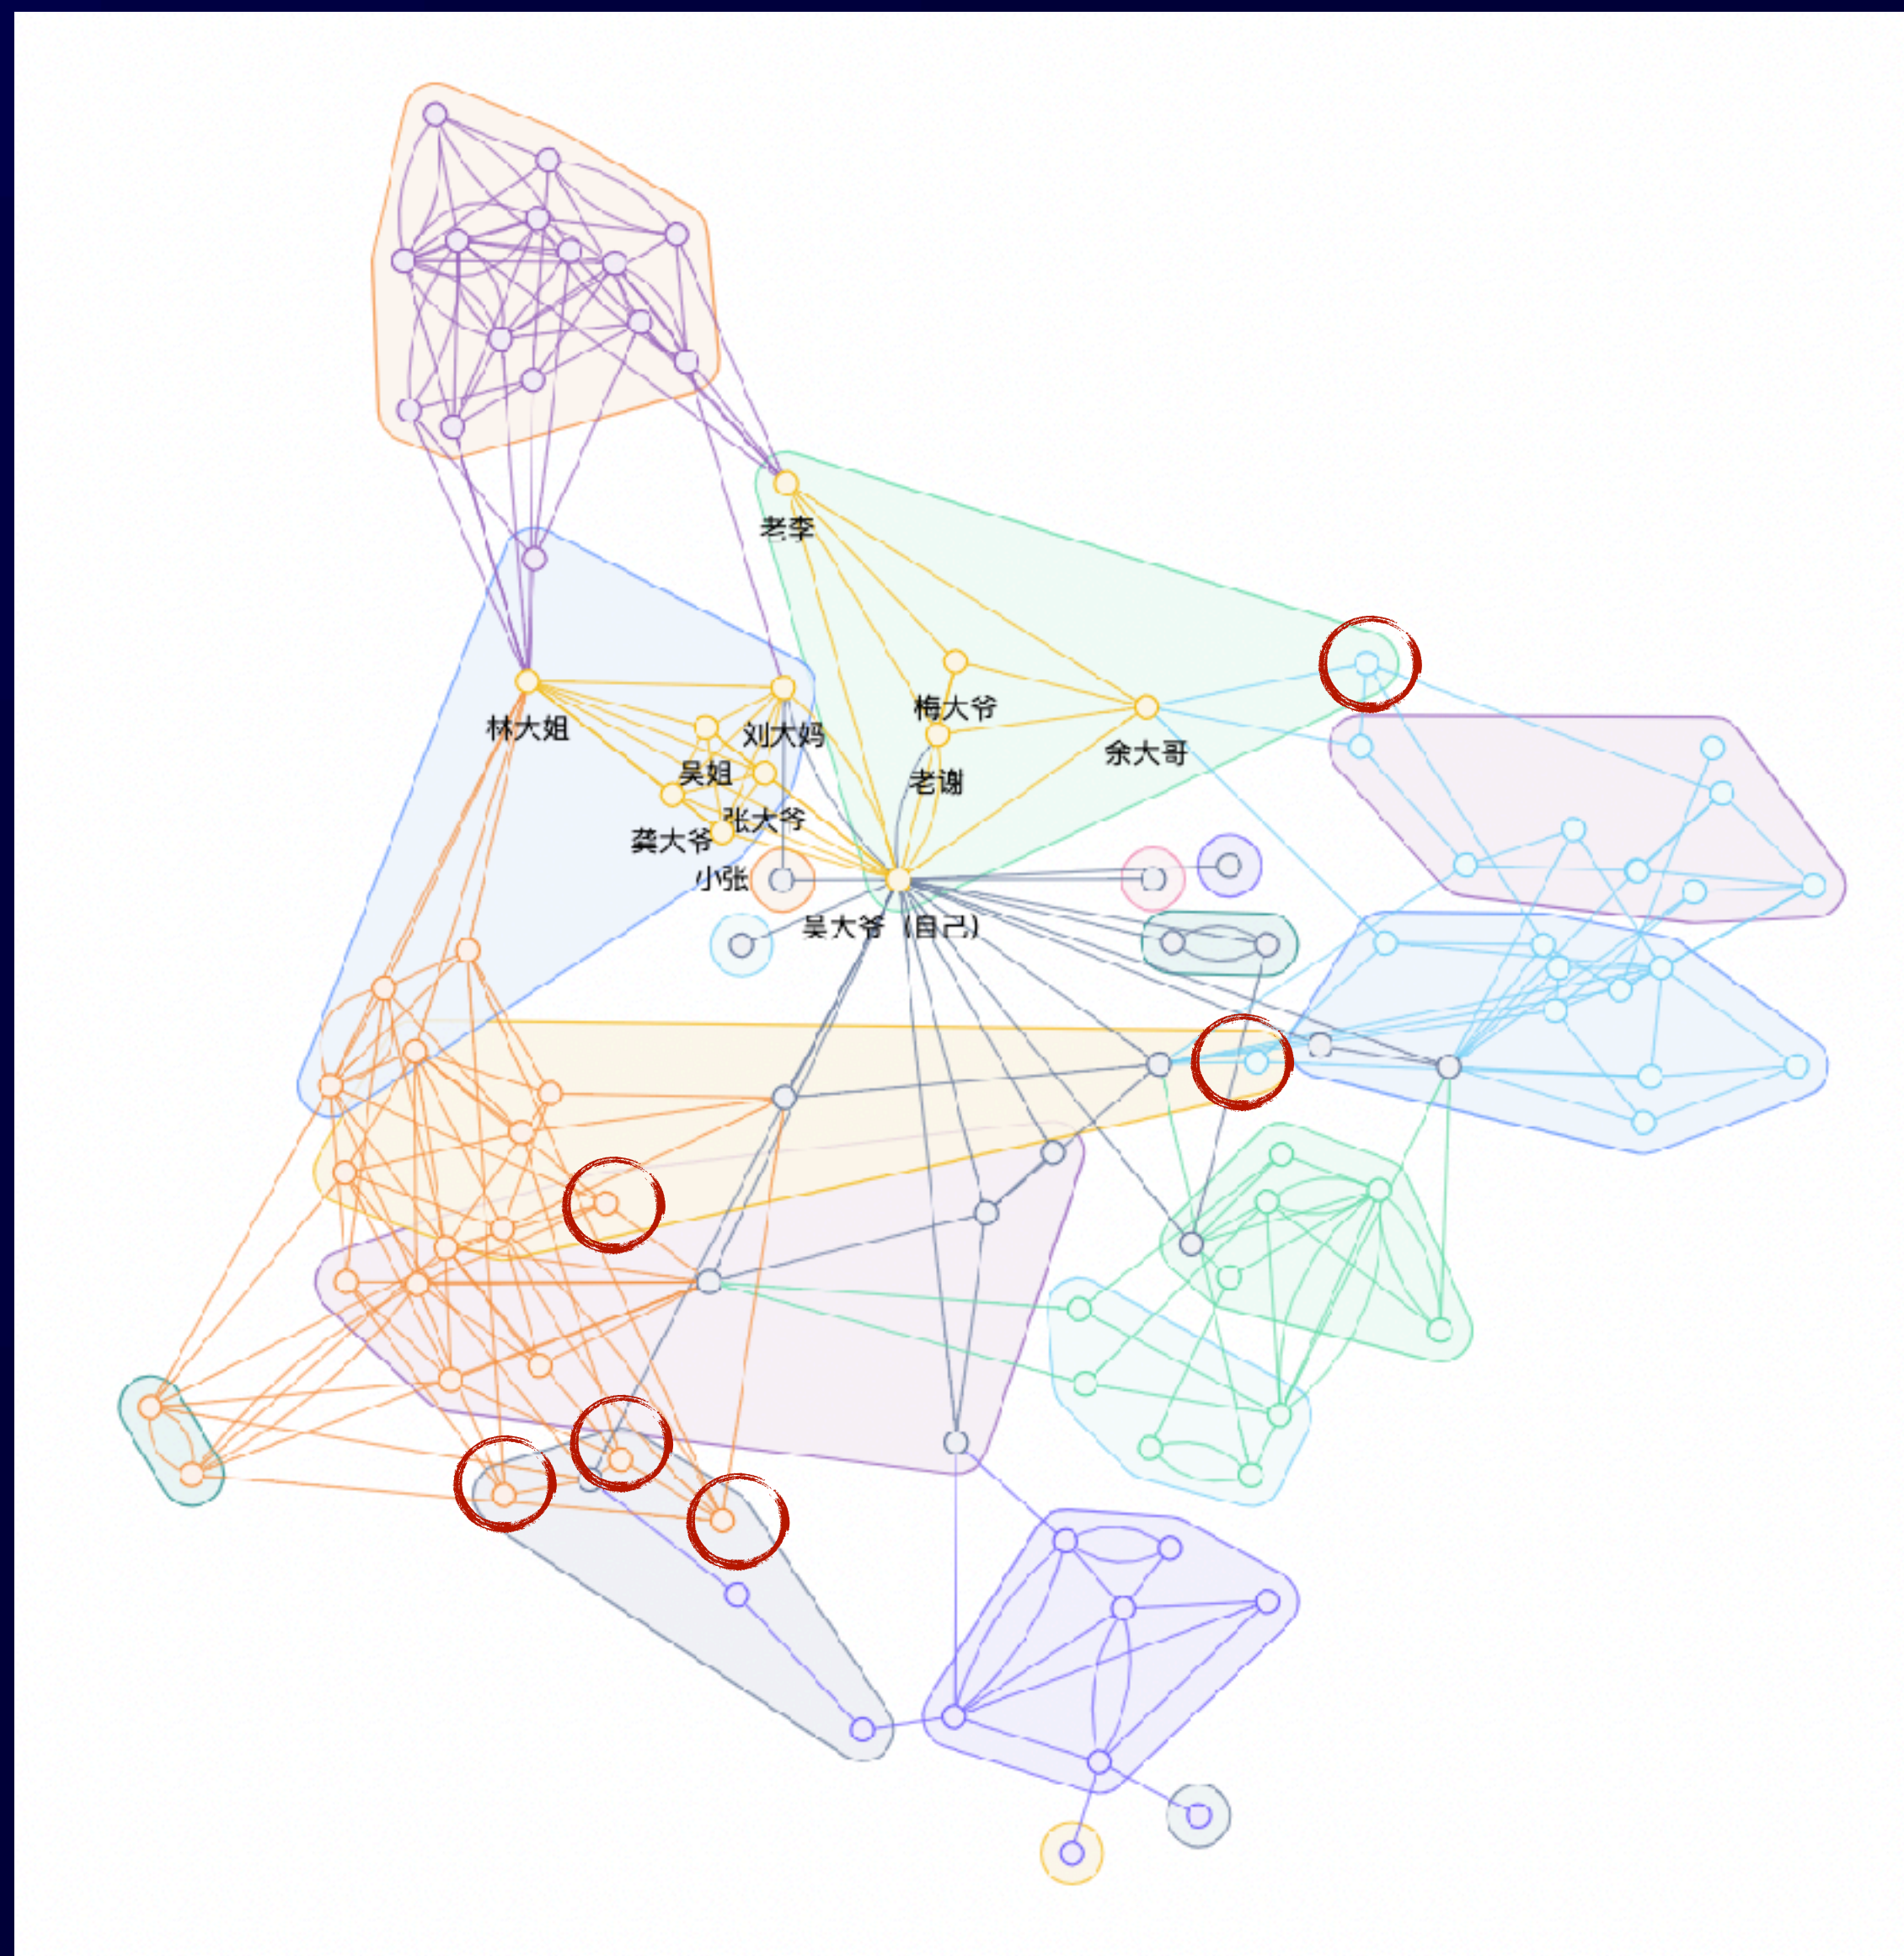 老李
林大姐
刘大妈
梅大爷
余大哥
吴姐
老谢
张大爷
龚大爷
小张
吴大爷（自己）